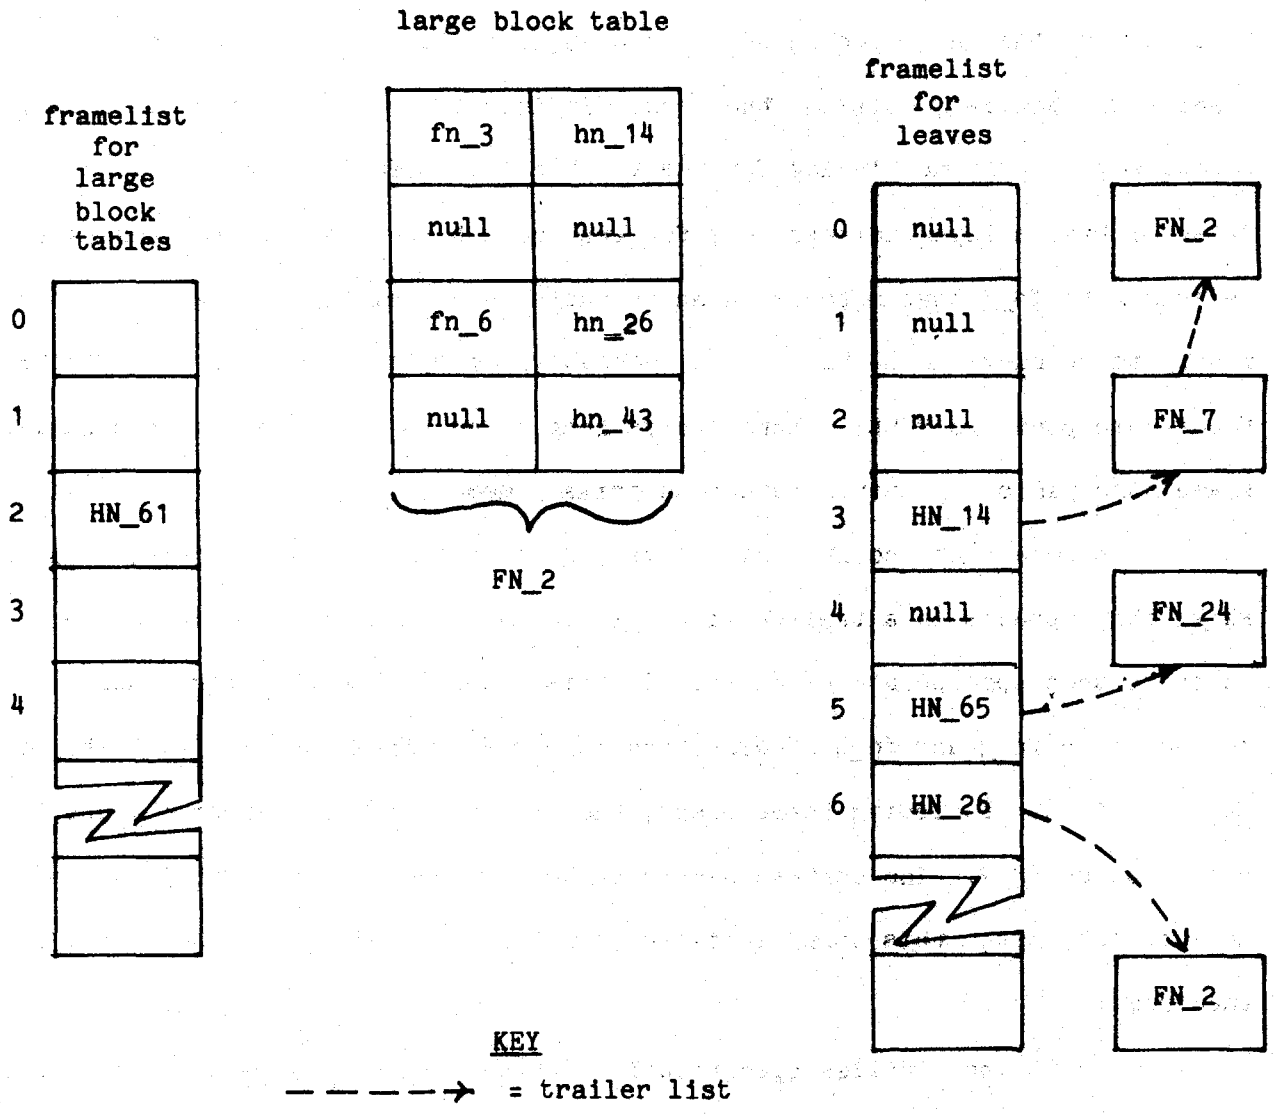 large block table
framelist
for
large
block
tables
0
1
2 HN_61
3
4
fn_3 hn_14
null null
fn_6 hn_26
null hn_43
FN_2
framelist
for
leaves
0 null FN_2
1 null
2 null FN_7
3 HN_14
4 null FN_24
5 HN_65
6 HN_26
FN_2
KEY
= trailer list